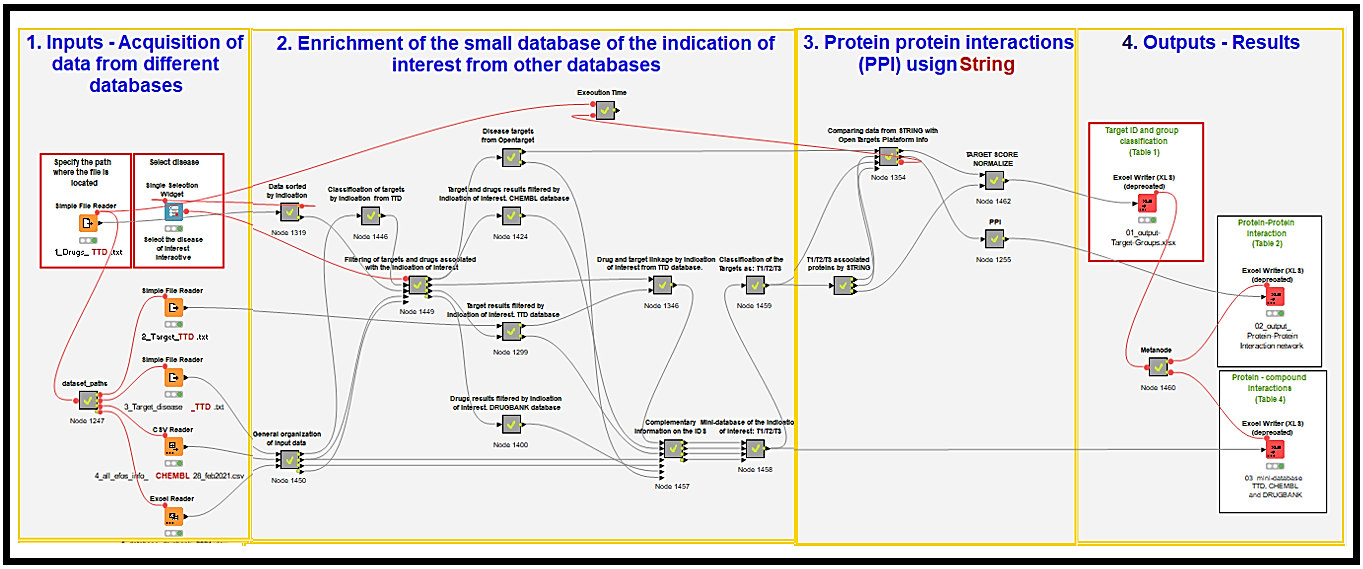 1. Inputs - Acquisition of
data from different
databases
2. Enrichment of the small database of the indication of
interest from other databases
3. Protein protein interactions
(PPI) usign String
4. Outputs - Results
Specify the path
where the file is
located
Simple File Reader
1_Drugs_ TTD .txt
Select disease
Single Selection
Widget
Select the disease
of interest
interactive
Simple File Reader
2_Target_TTD .txt
Simple File Reader
3_Target_disease _TTD .txt
dataset_paths
Node 1247
CSV Reader
4_all_efos_info_ CHEMBL 28_feb2021.csv
Excel Reader
Execution Time
Data sorted
by indication
Node 1319
Classification of targets
by indication from TTD
Node 1446
Disease targets
from Opentarget
Target and drugs results filtered by
indication of interest. CHEMBL database
Node 1424
Filtering of targets and drugs associated
with the indication of interest
Node 1449
Target results filtered by
indication of interest. TTD database
Node 1299
Drugs results filtered by indication
of interest. DRUGBANK database
Node 1400
General organization
of input data
Node 1450
Drug and target linkage by indication
of interest from TTD database.
Node 1346
Classification of the
Targets as: T1/T2/T3
Node 1459
Complementary
information on the IDS
Node 1457
Mini-database of the indicatio
of interest: T1/T2/T3
Node 1458
Comparing data from STRING with
Open Targets Plataform info
Node 1354
T1/T2/T3 associated
proteins by STRING
TARGET SCORE
NORMALIZE
Node 1462
PPI
Node 1255
Target ID and group
classification
(Table 1)
Excel Writer (XLS)
(deprecated)
01_output-
Target-Groups.xlsx
Metanode
Node 1460
Protein-Protein
Interaction
(Table 2)
Excel Writer (XLS)
(deprecated)
02_output_
Protein-Protein
Interaction network
Protein - compound
interactions
(Table 4)
Excel Writer (XLS)
(deprecated)
03_mini-database
TTD, CHEMBL
and DRUGBANK